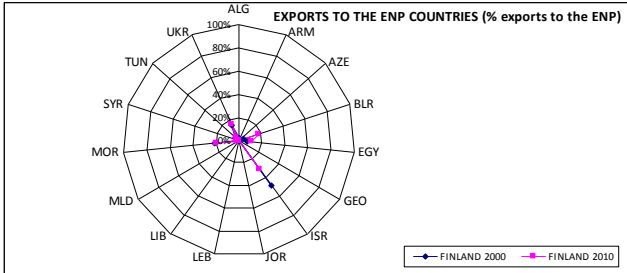 ALG
EXPORTS TO THE ENP COUNTRIES (% exports to the ENP)
100%
UKR
ARM
80%
TUN
AZE
60%
40%
SYR
BLR
20%
0%
MOR
EGY
MLD
GEO
LIB
ISR
LEB
JOR
FINLAND 2000
FINLAND 2010